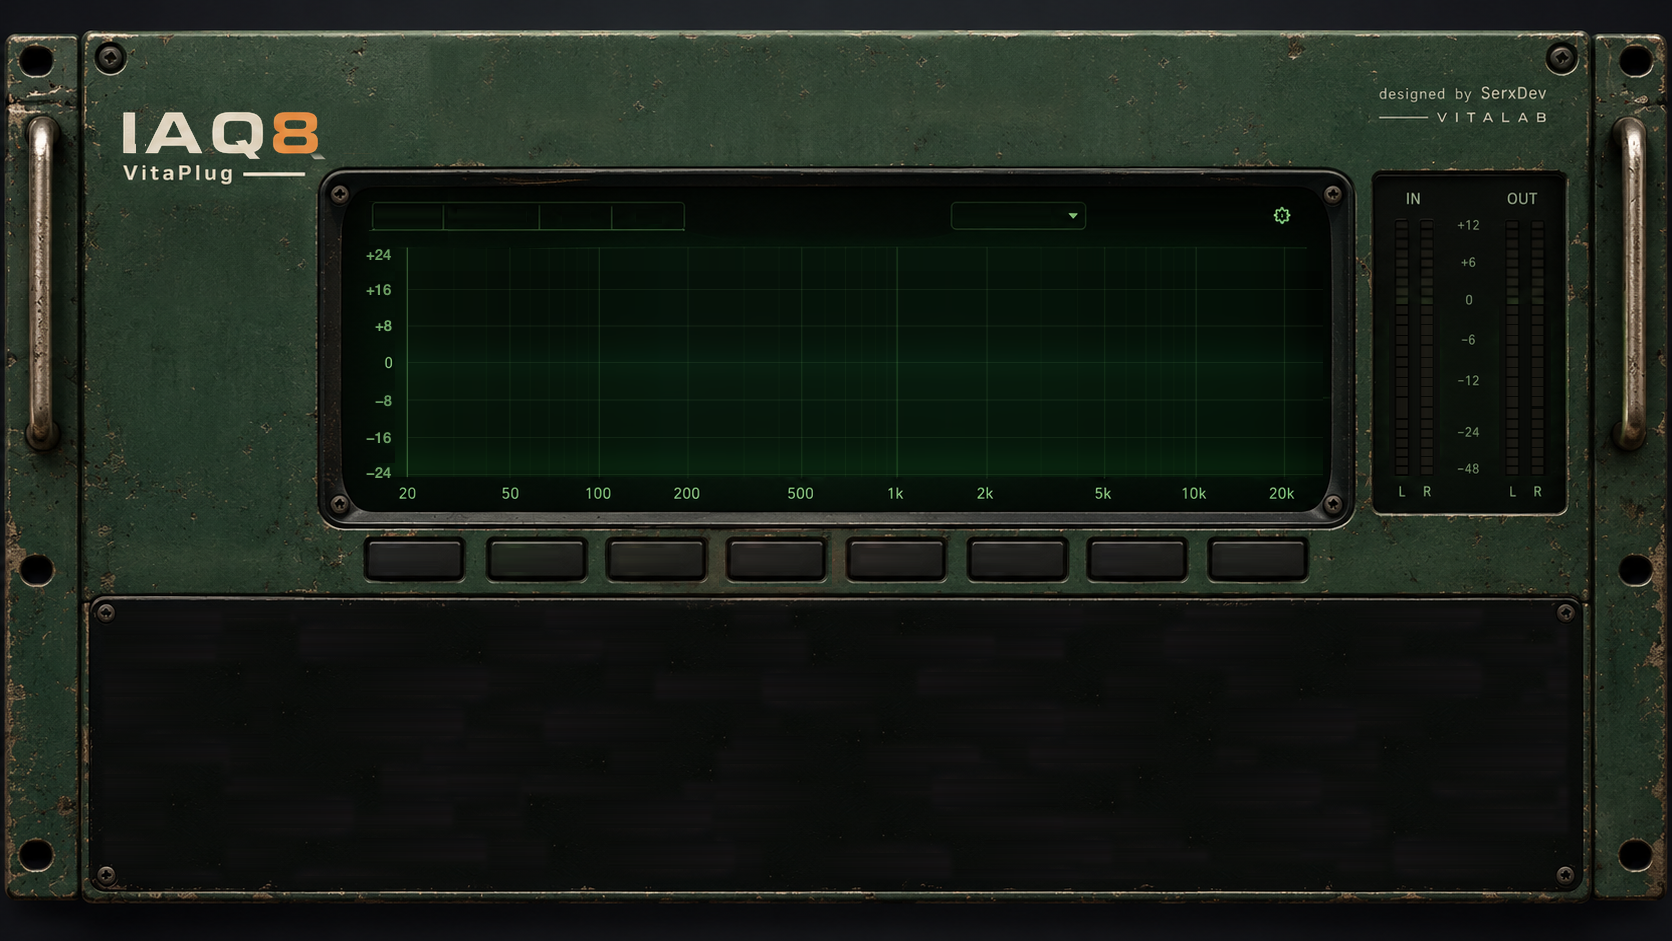 IAQ8
VitaPlug
designed by SerxDev
VITALAB
+24
+16
+8
0
−8
−16
−24
20 50 100 200 500 1k 2k 5k 10k 20k
IN OUT
+12
+6
0
−6
−12
−24
−48
L R L R